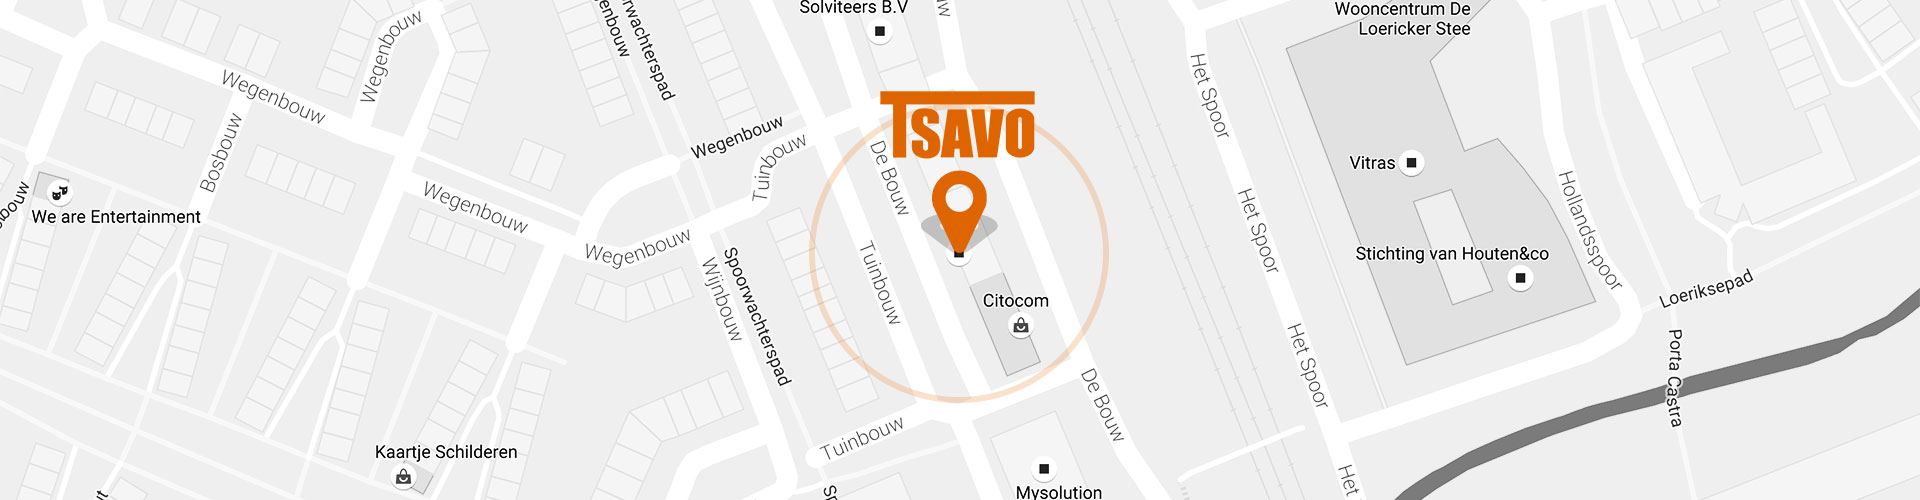 Solviteers B.V
Wooncentrum De
Loericker Stee
Wegenbouw
Wegenbouw
Bosbouw
We are Entertainment
Wegenbouw
Wegenbouw
Wegenbouw
Tuinbouw
TSAVO
De Bouw
Tuinbouw
Spoorwachterspad
Wijnbouw
Citocom
De Bouw
Tuinbouw
Kaartje Schilderen
Mysolution
Het Spoor
Het Spoor
Het Spoor
Het
Vitras
Stichting van Houten&co
Hollandsspoor
Loeriksepad
Porta Castra